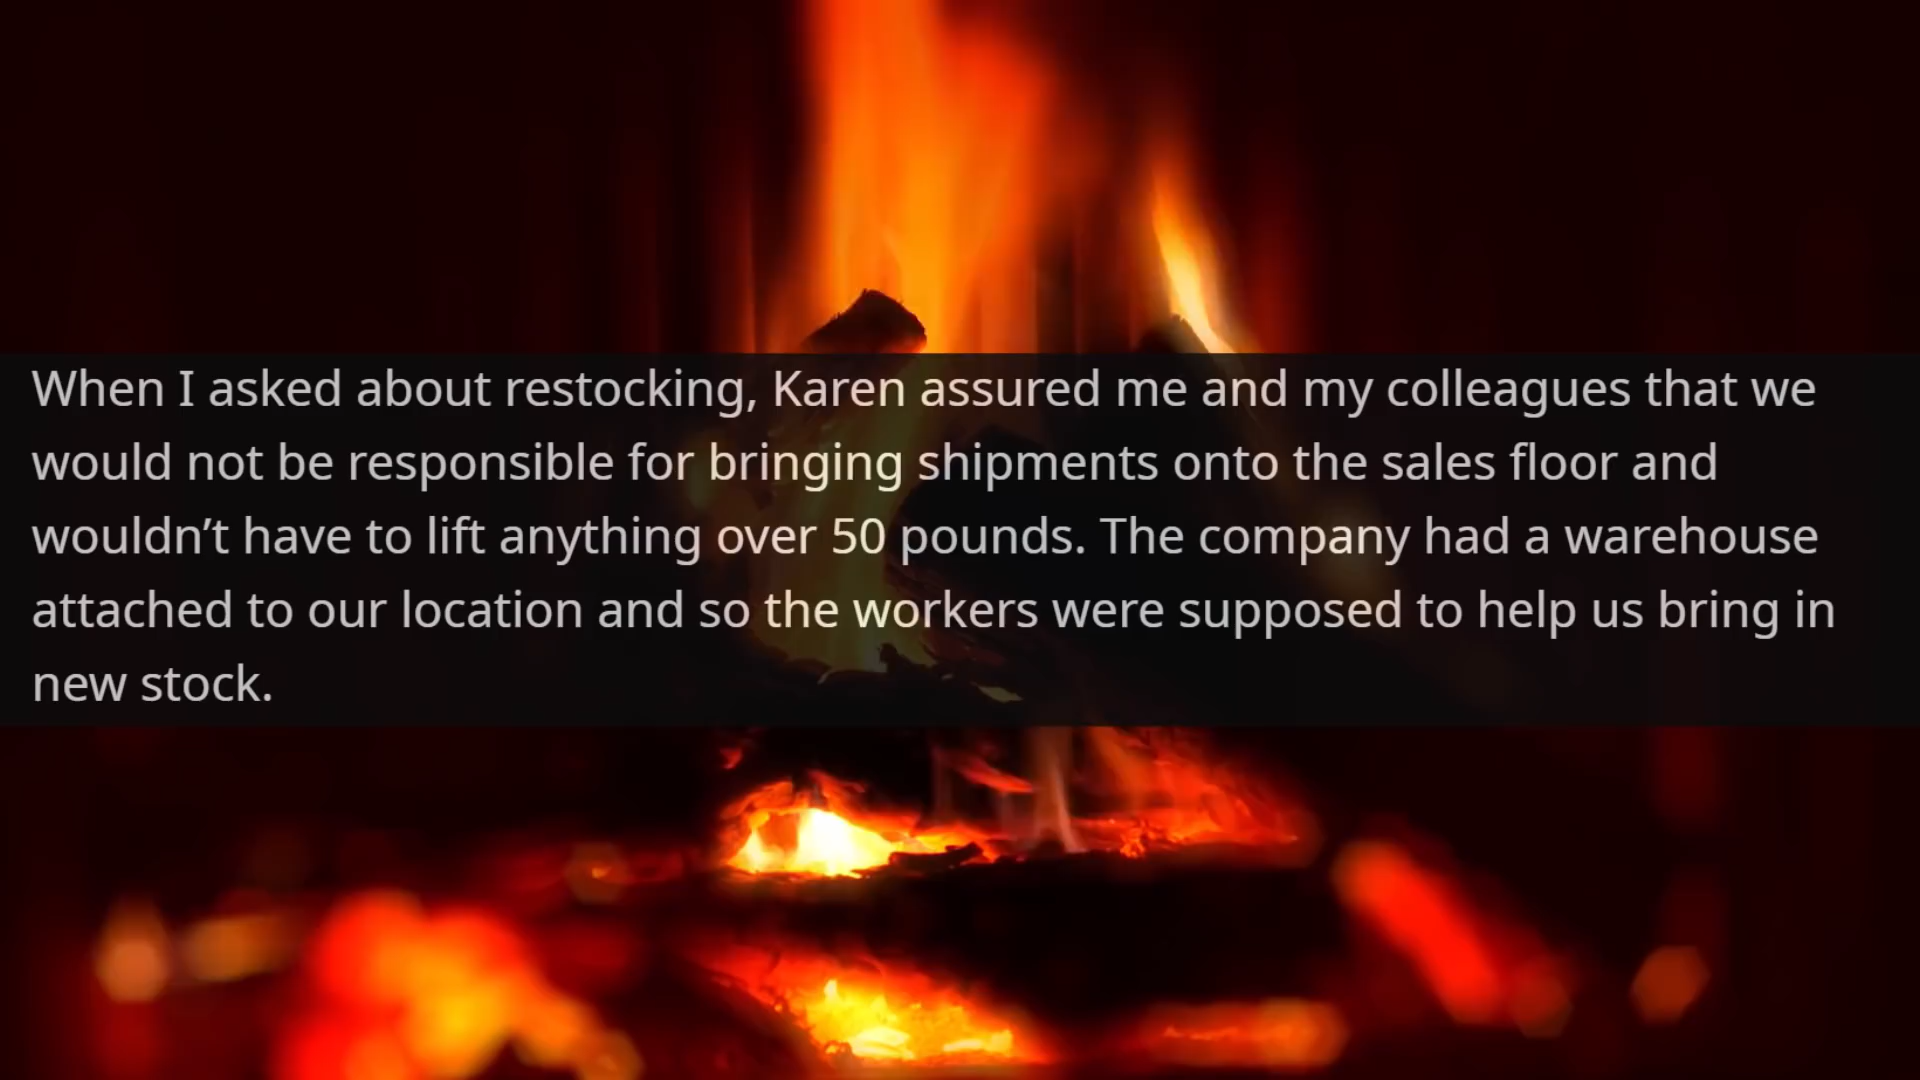 When I asked about restocking, Karen assured me and my colleagues that we
would not be responsible for bringing shipments onto the sales floor and
wouldn’t have to lift anything over 50 pounds. The company had a warehouse
attached to our location and so the workers were supposed to help us bring in
new stock.